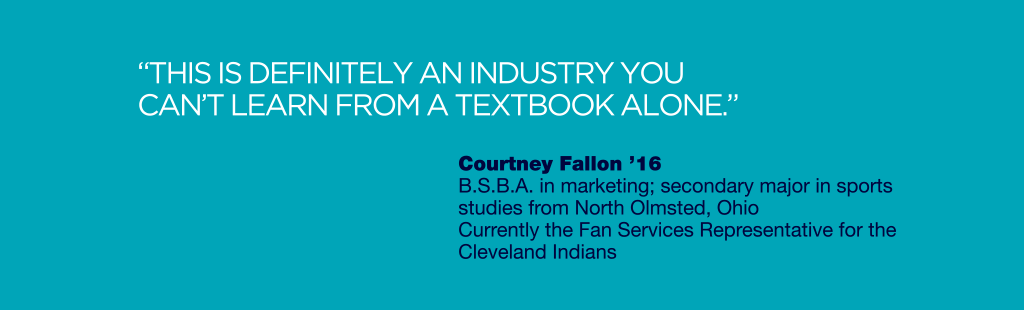 “THIS IS DEFINITELY AN INDUSTRY YOU
CAN’T LEARN FROM A TEXTBOOK ALONE.”
Courtney Fallon ’16
B.S.B.A. in marketing; secondary major in sports
studies from North Olmsted, Ohio
Currently the Fan Services Representative for the
Cleveland Indians